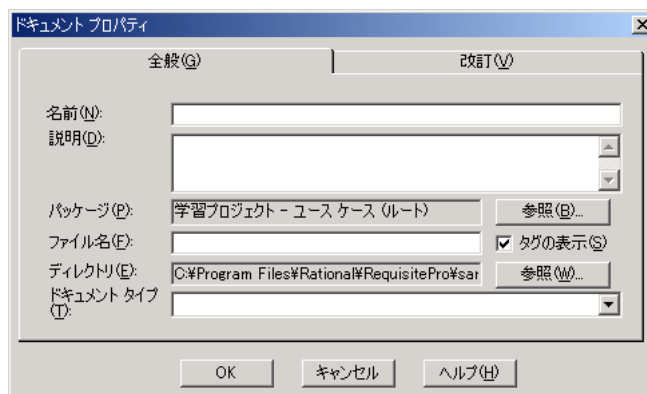 ドキュメント プロパティ
全般(G) 改訂(V)
名前(N):
説明(D):
パッケージ(P): 学習プロジェクト - ユース ケース (ルート) 参照(B)...
ファイル名(F): タグの表示(S)
ディレクトリ(E): C:¥Program Files¥Rational¥RequisitePro¥sar 参照(W)...
ドキュメント タイプ
(T):
OK キャンセル ヘルプ(H)